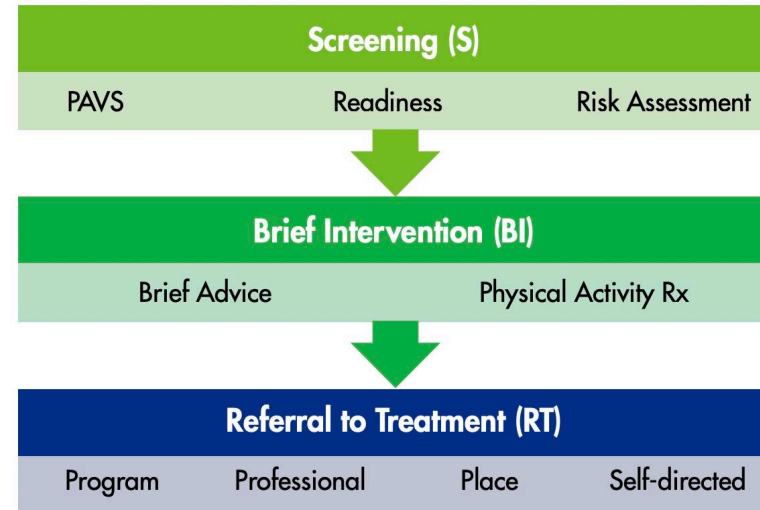 Screening (S)
PAVS Readiness Risk Assessment
Brief Intervention (BI)
Brief Advice Physical Activity Rx
Referral to Treatment (RT)
Program Professional Place Self-directed